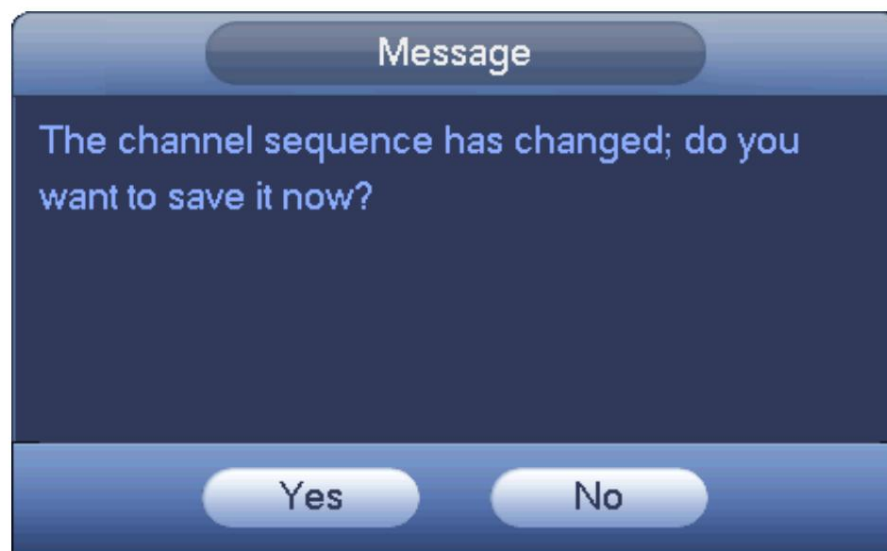 Message
The channel sequence has changed; do you
want to save it now?
Yes No